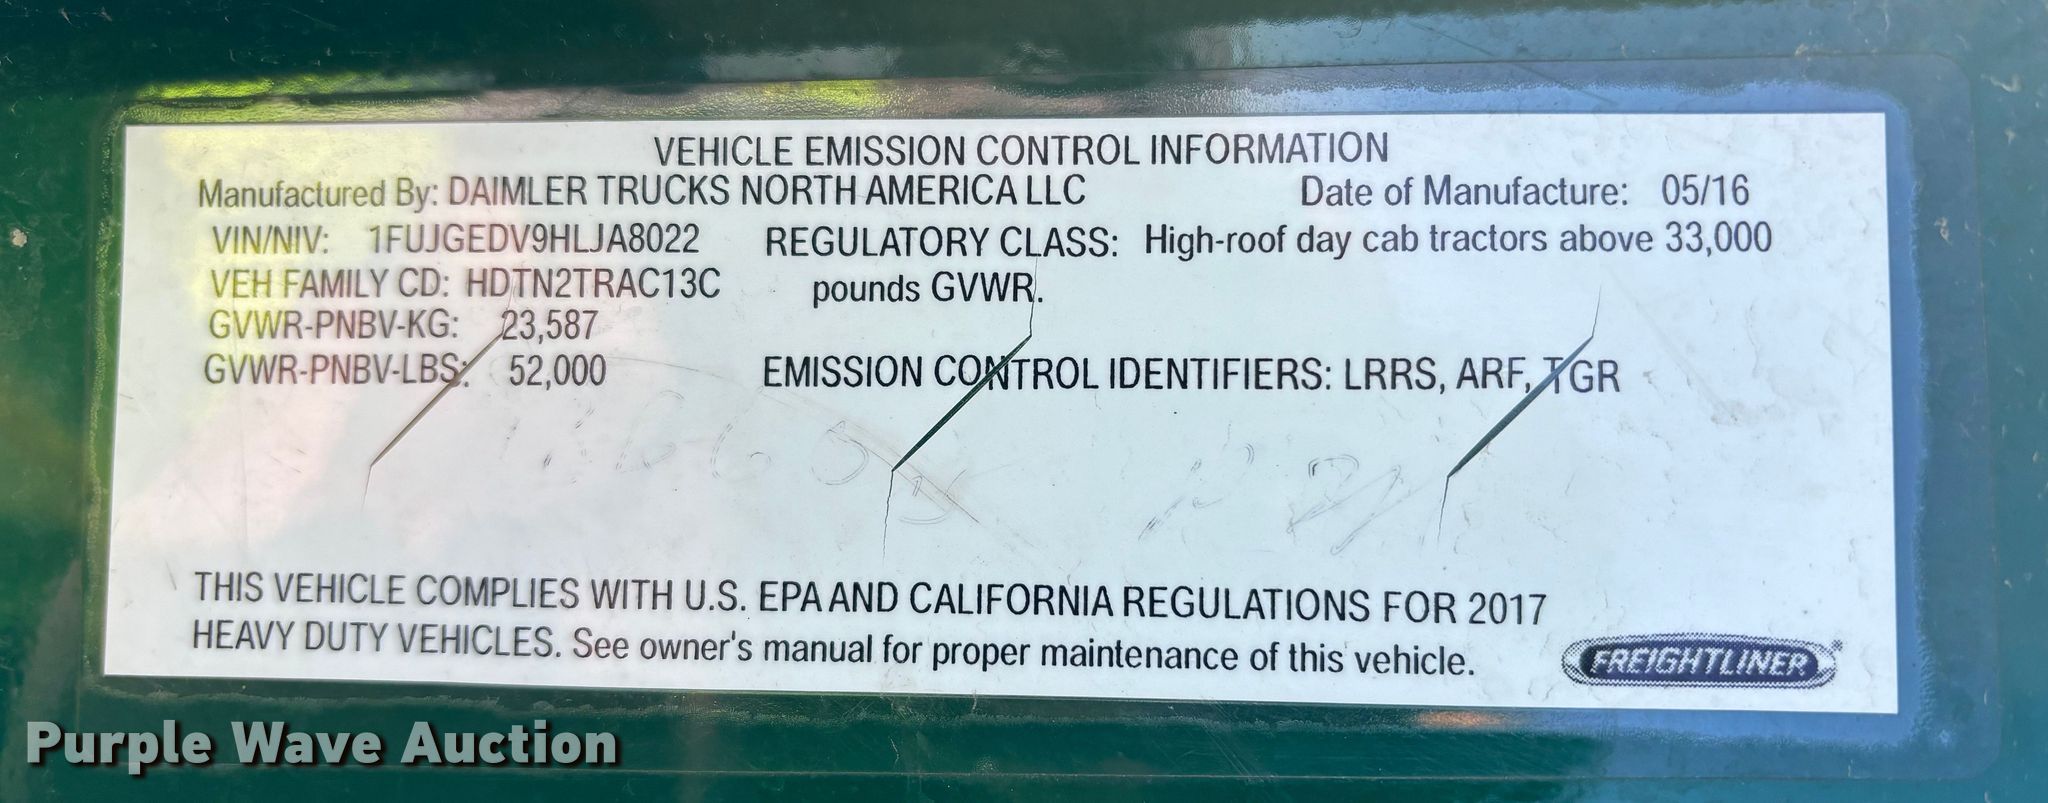 VEHICLE EMISSION CONTROL INFORMATION
Manufactured By: DAIMLER TRUCKS NORTH AMERICA LLC Date of Manufacture: 05/16
VIN/NIV: 1FUJGEDV9HLJA8022 REGULATORY CLASS: High-roof day cab tractors above 33,000
VEH FAMILY CD: HDTN2TRAC13C pounds GVWR.
GVWR-PNBV-KG: 23,587
GVWR-PNBV-LBS: 52,000 EMISSION CONTROL IDENTIFIERS: LRRS, ARF, TGR
THIS VEHICLE COMPLIES WITH U.S. EPA AND CALIFORNIA REGULATIONS FOR 2017
HEAVY DUTY VEHICLES. See owner's manual for proper maintenance of this vehicle.
FREIGHTLINER
Purple Wave Auction